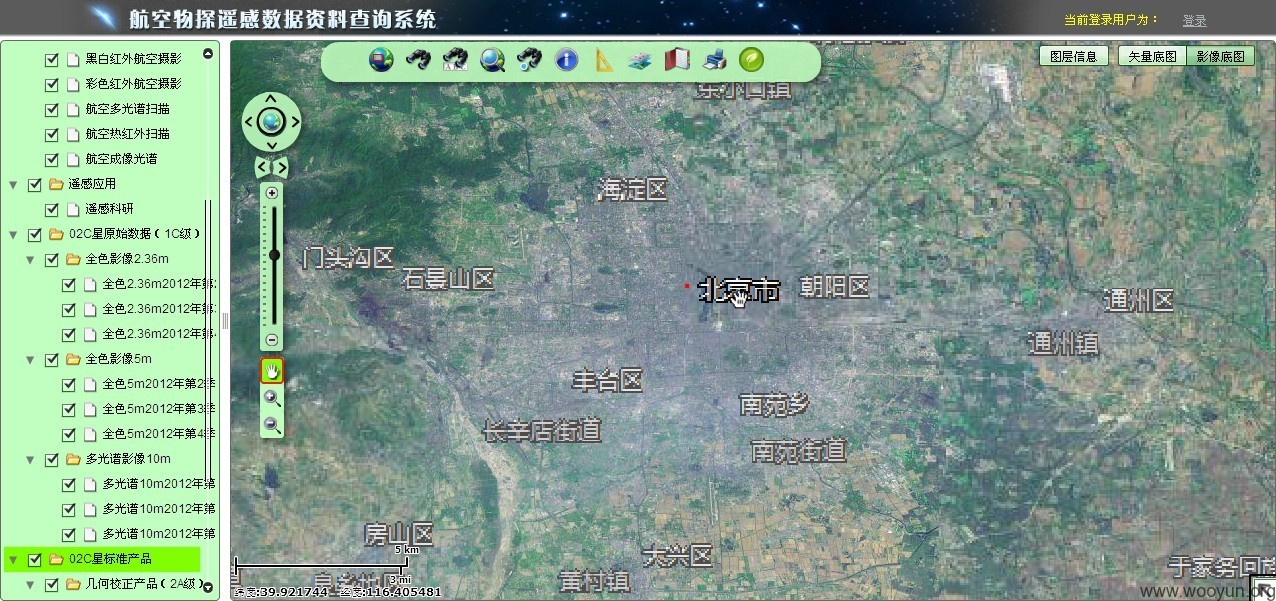 航空物探遥感数据资料查询系统
当前登录用户为：
登录
图层信息
矢量底图
影像底图
黑白红外航空摄影
彩色红外航空摄影
航空多光谱扫描
航空热红外扫描
航空成像光谱
遥感应用
遥感科研
02C星原始数据（1C级）
全色影像2.36m
全色2.36m2012年第
全色2.36m2012年第
全色2.36m2012年第
全色影像5m
全色5m2012年第2季
全色5m2012年第3季
全色5m2012年第4季
多光谱影像10m
多光谱10m2012年第
多光谱10m2012年第
多光谱10m2012年第
02C星标准产品
几何校正产品（2A级）
东小口镇
海淀区
门头沟区
石景山区
北京市
朝阳区
通州区
通州镇
丰台区
南苑乡
长辛店街道
南苑街道
房山区
大兴区
黄村镇
5 km
3 mi
39.921744
116.405481
www.wooyun.org